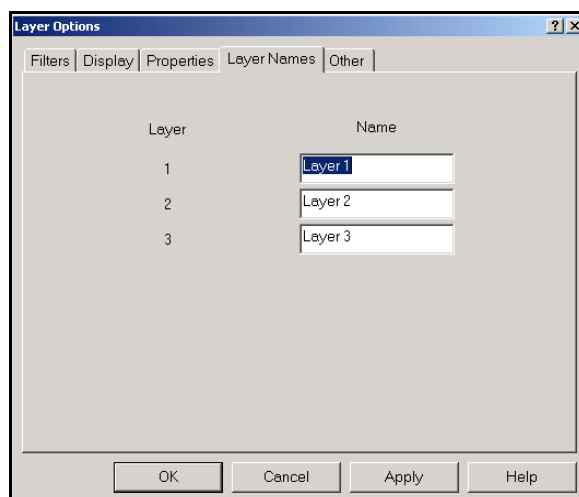 Layer Options
Filters Display Properties Layer Names Other
Layer Name
1 Layer 1
2 Layer 2
3 Layer 3
OK Cancel Apply Help